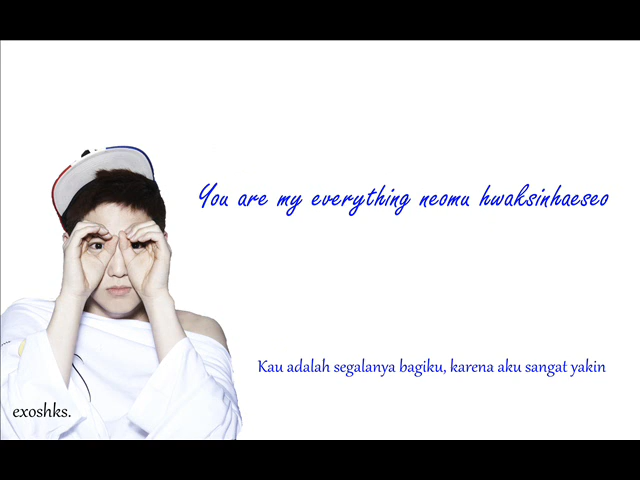 You are my everything neomu hwaksinhaeseo
Kau adalah segalanya bagiku, karena aku sangat yakin
exoshks.